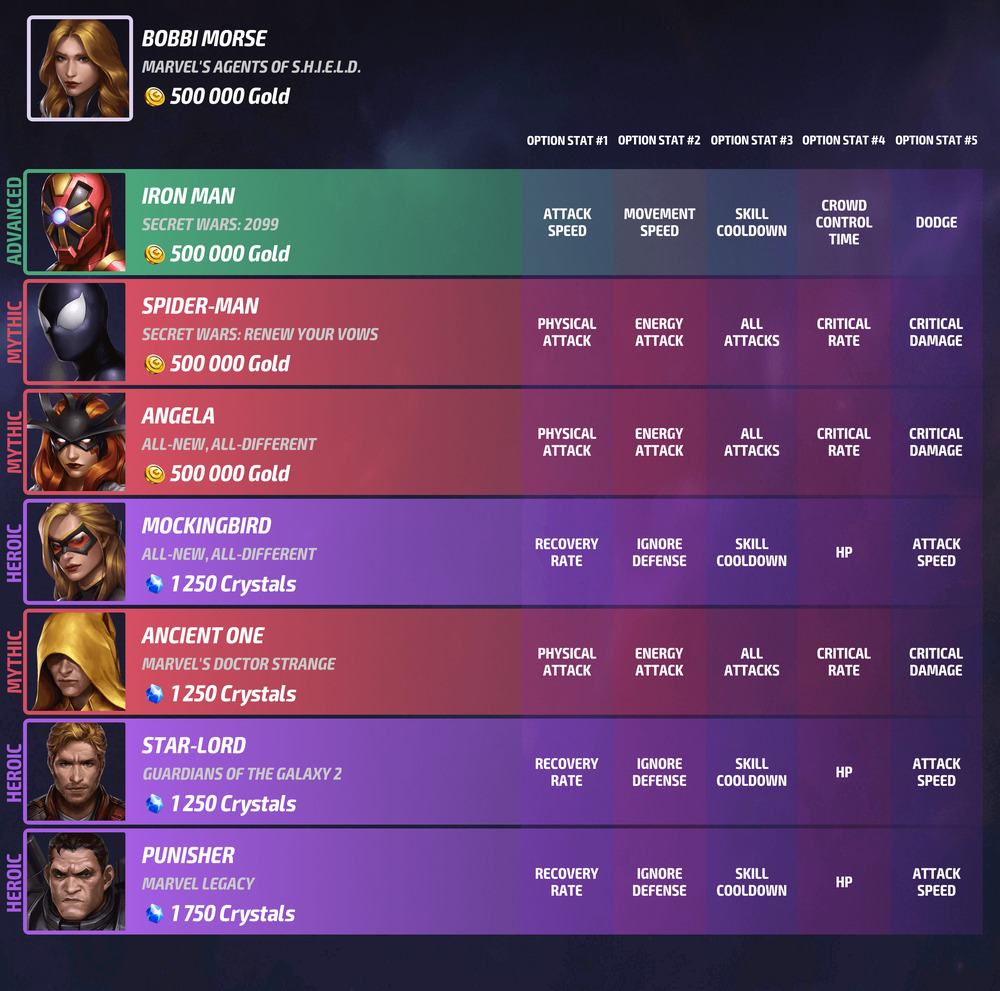 BOBBI MORSE
MARVEL'S AGENTS OF S.H.I.E.L.D.
500 000 Gold
OPTION STAT #1 OPTION STAT #2 OPTION STAT #3 OPTION STAT #4 OPTION STAT #5
ADVANCED
IRON MAN
SECRET WARS: 2099
500 000 Gold
ATTACK
SPEED
MOVEMENT
SPEED
SKILL
COOLDOWN
CROWD
CONTROL
TIME
DODGE
MYTHIC
SPIDER-MAN
SECRET WARS: RENEW YOUR VOWS
500 000 Gold
PHYSICAL
ATTACK
ENERGY
ATTACK
ALL
ATTACKS
CRITICAL
RATE
CRITICAL
DAMAGE
MYTHIC
ANGELA
ALL-NEW, ALL-DIFFERENT
500 000 Gold
PHYSICAL
ATTACK
ENERGY
ATTACK
ALL
ATTACKS
CRITICAL
RATE
CRITICAL
DAMAGE
HEROIC
MOCKINGBIRD
ALL-NEW, ALL-DIFFERENT
1 250 Crystals
RECOVERY
RATE
IGNORE
DEFENSE
SKILL
COOLDOWN
HP
ATTACK
SPEED
MYTHIC
ANCIENT ONE
MARVEL'S DOCTOR STRANGE
1 250 Crystals
PHYSICAL
ATTACK
ENERGY
ATTACK
ALL
ATTACKS
CRITICAL
RATE
CRITICAL
DAMAGE
HEROIC
STAR-LORD
GUARDIANS OF THE GALAXY 2
1 250 Crystals
RECOVERY
RATE
IGNORE
DEFENSE
SKILL
COOLDOWN
HP
ATTACK
SPEED
HEROIC
PUNISHER
MARVEL LEGACY
1 750 Crystals
RECOVERY
RATE
IGNORE
DEFENSE
SKILL
COOLDOWN
HP
ATTACK
SPEED